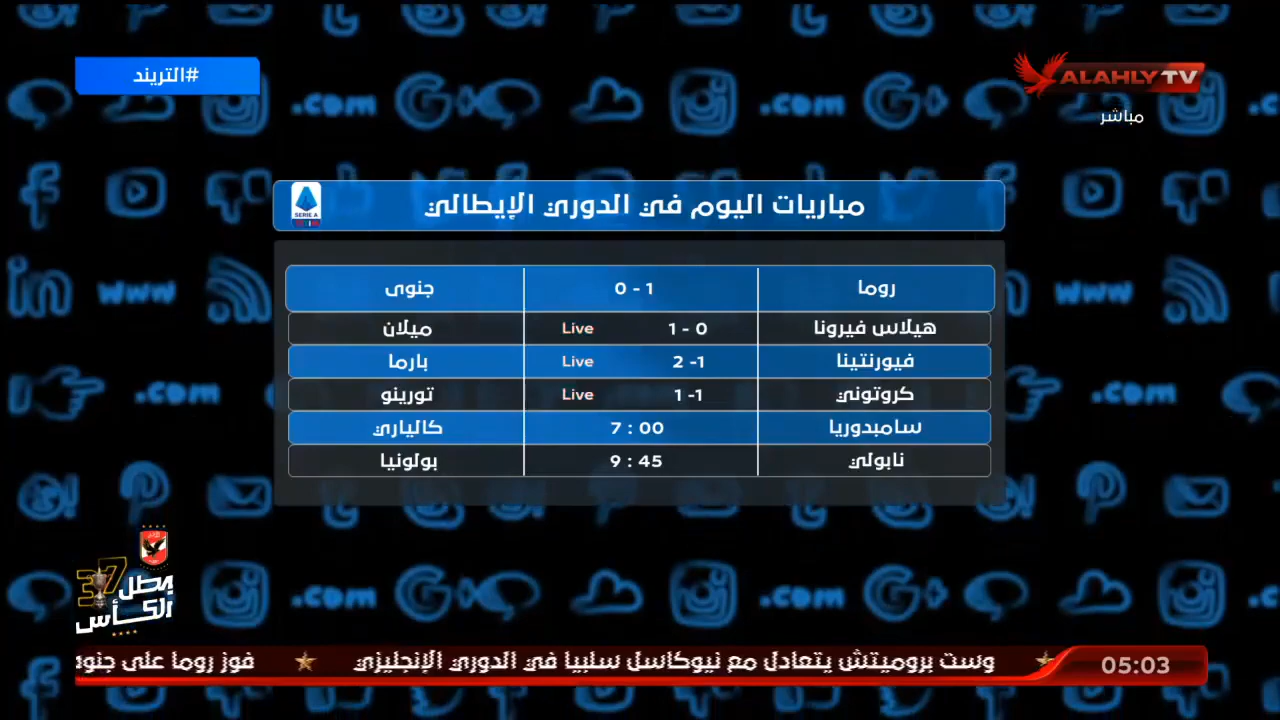 #التريند
ALAHLY TV
مباشر
مباريات اليوم في الدوري الإيطالي
SERIE A
روما 1 - 0 جنوى
هيلاس فيرونا 0 - 1 Live ميلان
فيورنتينا 1- 2 Live بارما
كروتوني 1- 1 Live تورينو
سامبدوريا 7 : 00 كالياري
نابولي 9 : 45 بولونيا
37
بطل الكأس
05:03
وست بروميتش يتعادل مع نيوكاسل سلبيا في الدوري الإنجليزي
فوز روما على جنوة